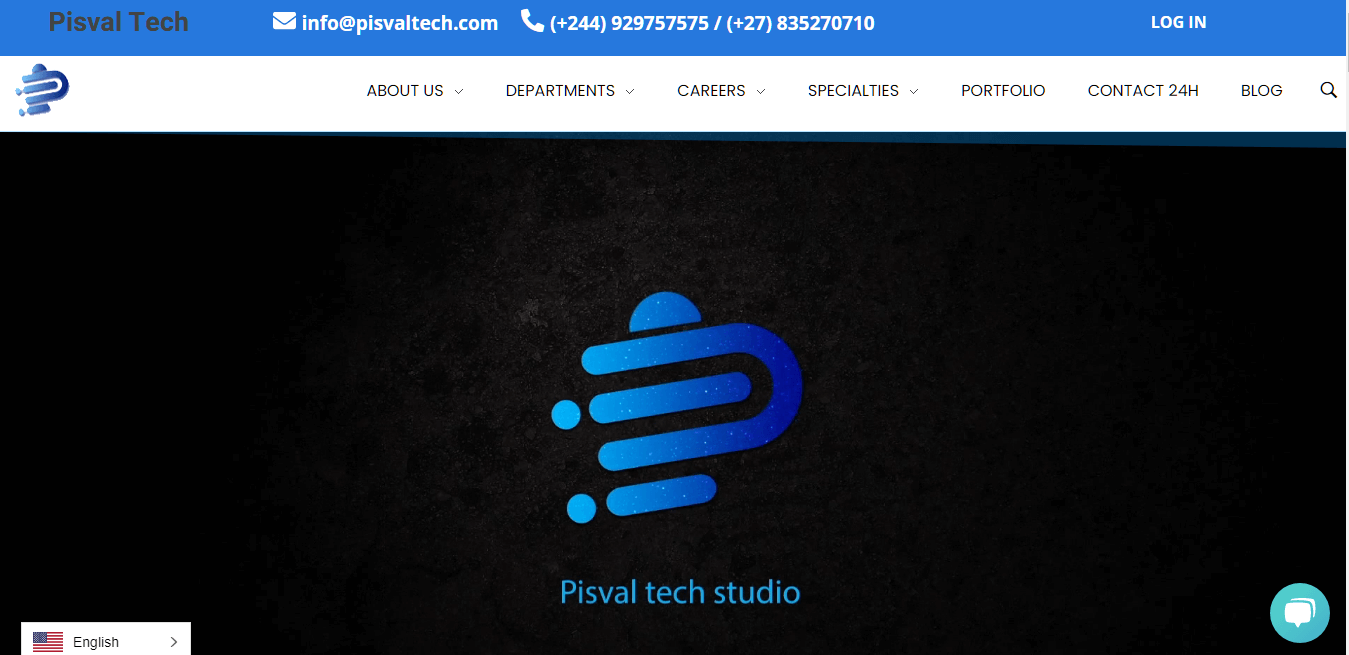 Pisval Tech
info@pisvaltech.com
(+244) 929757575 / (+27) 835270710
LOG IN
ABOUT US
DEPARTMENTS
CAREERS
SPECIALTIES
PORTFOLIO
CONTACT 24H
BLOG
Pisval tech studio
English